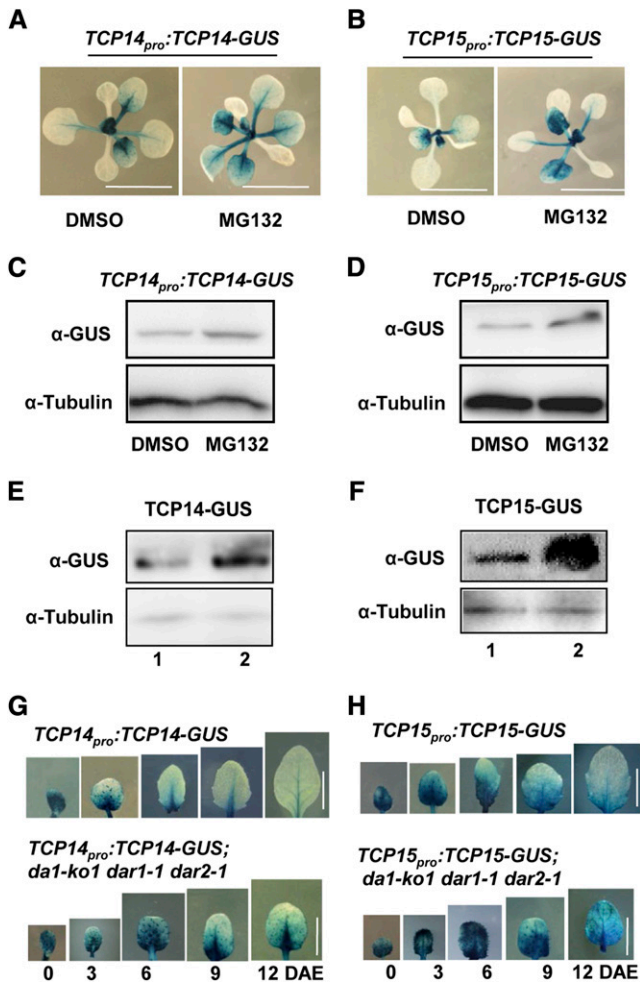 A
B
TCP14pro:TCP14-GUS
TCP15pro:TCP15-GUS
DMSO MG132
DMSO MG132
C
D
TCP14pro:TCP14-GUS
TCP15pro:TCP15-GUS
α-GUS
α-GUS
α-Tubulin
α-Tubulin
DMSO MG132
DMSO MG132
E
F
TCP14-GUS
TCP15-GUS
α-GUS
α-GUS
α-Tubulin
α-Tubulin
1 2
1 2
G
H
TCP14pro:TCP14-GUS
TCP15pro:TCP15-GUS
TCP14pro:TCP14-GUS;
da1-ko1 dar1-1 dar2-1
TCP15pro:TCP15-GUS;
da1-ko1 dar1-1 dar2-1
0 3 6 9 12 DAE
0 3 6 9 12 DAE